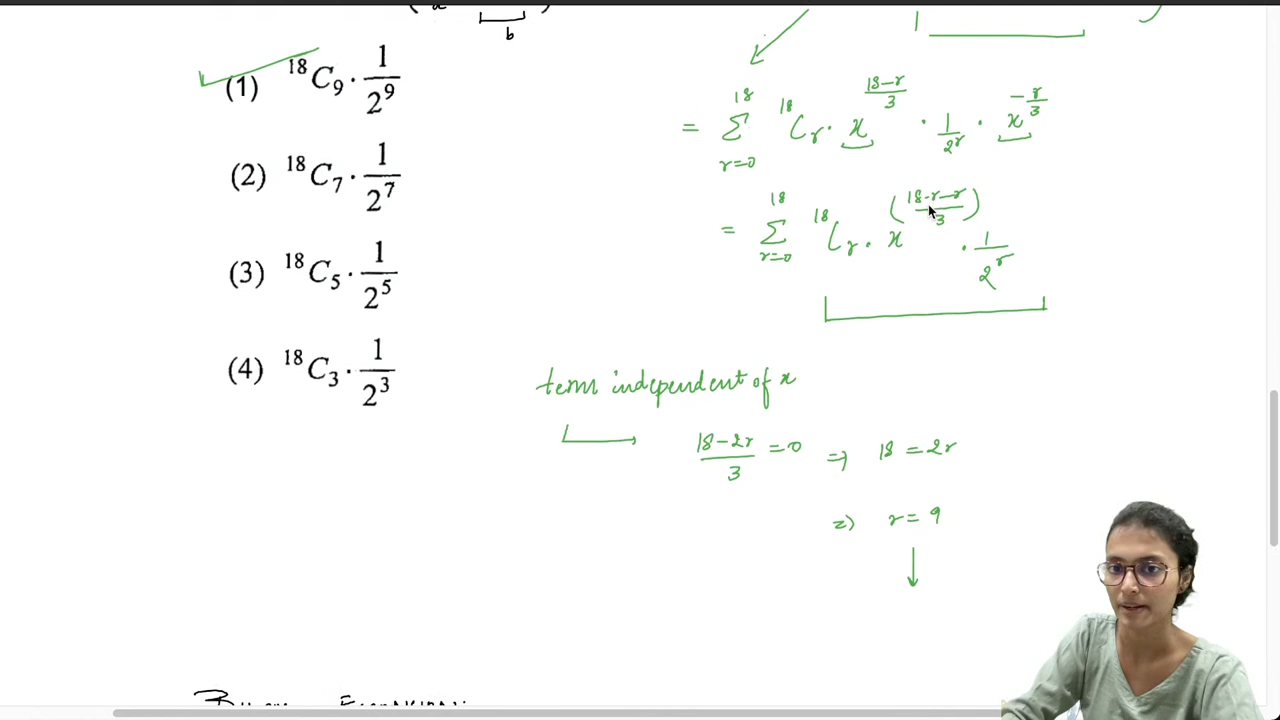 b
(1) ¹⁸C₉ · 1/2⁹
(2) ¹⁸C₇ · 1/2⁷
(3) ¹⁸C₅ · 1/2⁵
(4) ¹⁸C₃ · 1/2³
= Σ_{r=0}^{18} ¹⁸C_r · x^{(18-r)/3} · 1/2^r · x^{-r/3}
= Σ_{r=0}^{18} ¹⁸C_r · x^{((18-r-r)/3)} · 1/2^r
term independent of x
(18-2r)/3 = 0 ⇒ 18 = 2r
⇒ r = 9